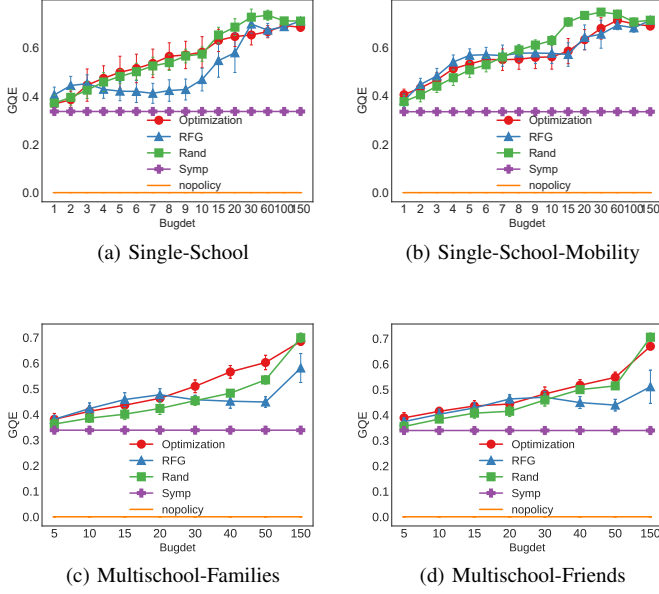 GQE
0.6
0.4
0.2
0.0
Optimization
RFG
Rand
Symp
nopolicy
1 2 3 4 5 6 7 8 9 10 15 20 30 60 100 150
Bugdet
(a) Single-School
GQE
0.6
0.4
0.2
0.0
Optimization
RFG
Rand
Symp
nopolicy
1 2 3 4 5 6 7 8 9 10 15 20 30 60 100 150
Bugdet
(b) Single-School-Mobility
GQE
0.7
0.6
0.5
0.4
0.3
0.2
0.1
0.0
Optimization
RFG
Rand
Symp
nopolicy
5 10 15 20 30 40 50 150
Bugdet
(c) Multischool-Families
GQE
0.7
0.6
0.5
0.4
0.3
0.2
0.1
0.0
Optimization
RFG
Rand
Symp
nopolicy
5 10 15 20 30 40 50 150
Bugdet
(d) Multischool-Friends